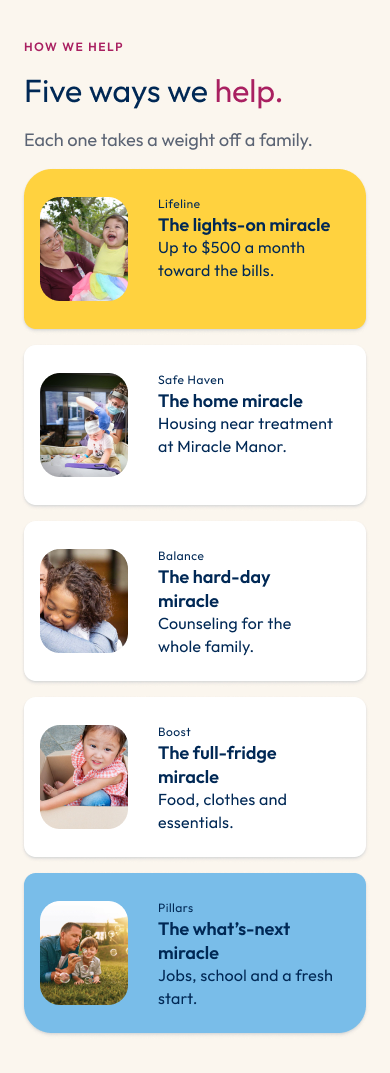 HOW WE HELP
Five ways we help.
Each one takes a weight off a family.
Lifeline
The lights-on miracle
Up to $500 a month
toward the bills.
Safe Haven
The home miracle
Housing near treatment
at Miracle Manor.
Balance
The hard-day
miracle
Counseling for the
whole family.
Boost
The full-fridge
miracle
Food, clothes and
essentials.
Pillars
The what’s-next
miracle
Jobs, school and a fresh
start.